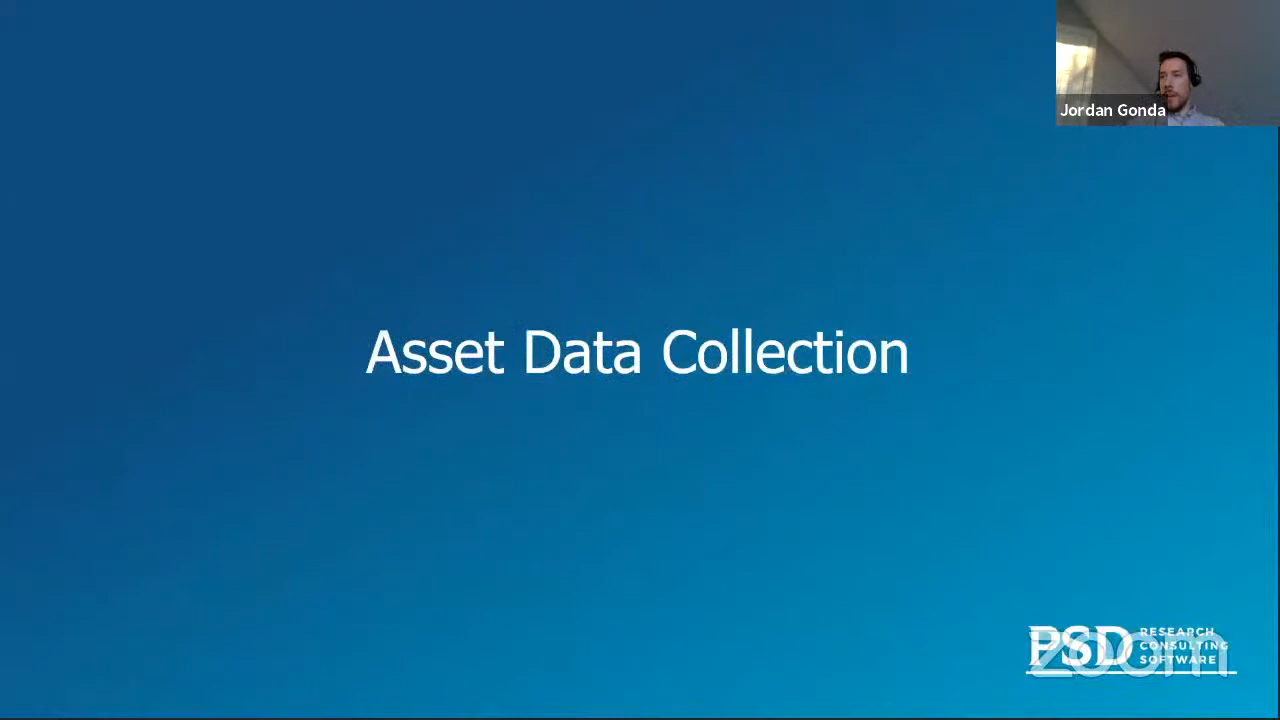 Jordan Gonda
Asset Data Collection
PSD
RESEARCH
CONSULTING
SOFTWARE
zoom